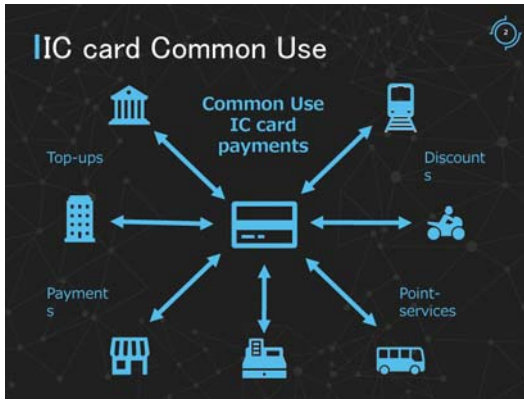 2
IC card Common Use
Common Use
IC card
payments
Top-ups
Discount
s
Payment
s
Point-
services